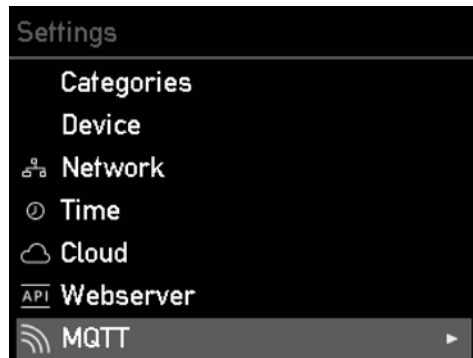 Settings
Categories
Device
Network
Time
Cloud
API Webserver
MQTT